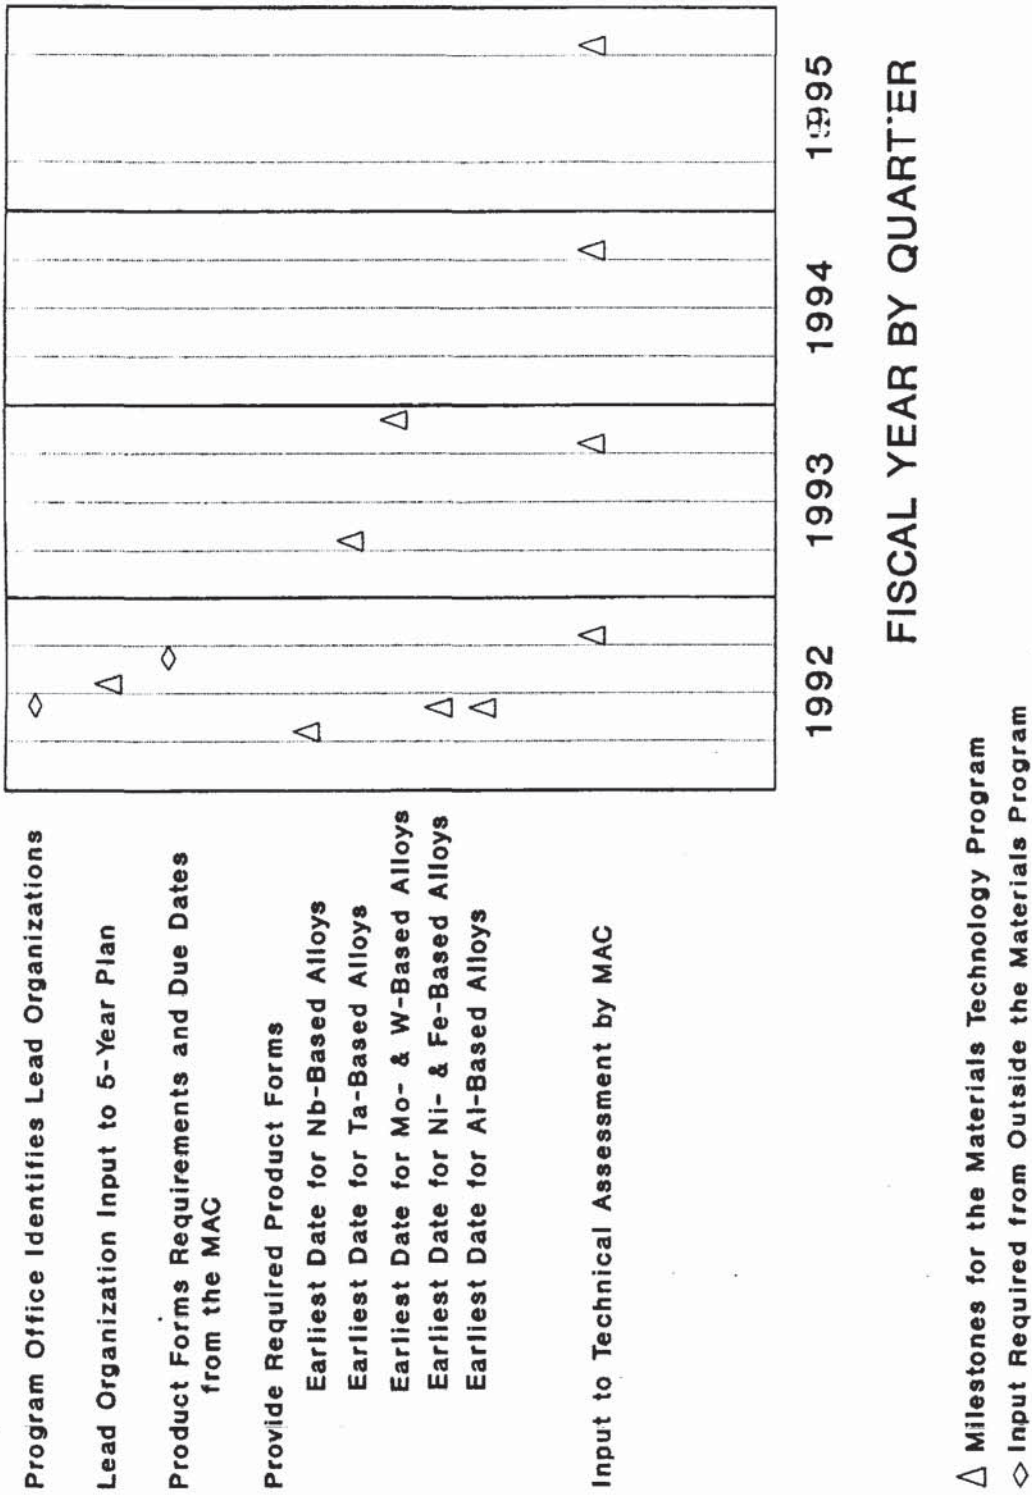 Program Office Identifies Lead Organizations
Lead Organization Input to 5-Year Plan
Product Forms Requirements and Due Dates
from the MAC
Provide Required Product Forms
Earliest Date for Nb-Based Alloys
Earliest Date for Ta-Based Alloys
Earliest Date for Mo- & W-Based Alloys
Earliest Date for Ni- & Fe-Based Alloys
Earliest Date for Al-Based Alloys
Input to Technical Assessment by MAC
1992 1993 1994 1995
FISCAL YEAR BY QUARTER
Milestones for the Materials Technology Program
Input Required from Outside the Materials Program